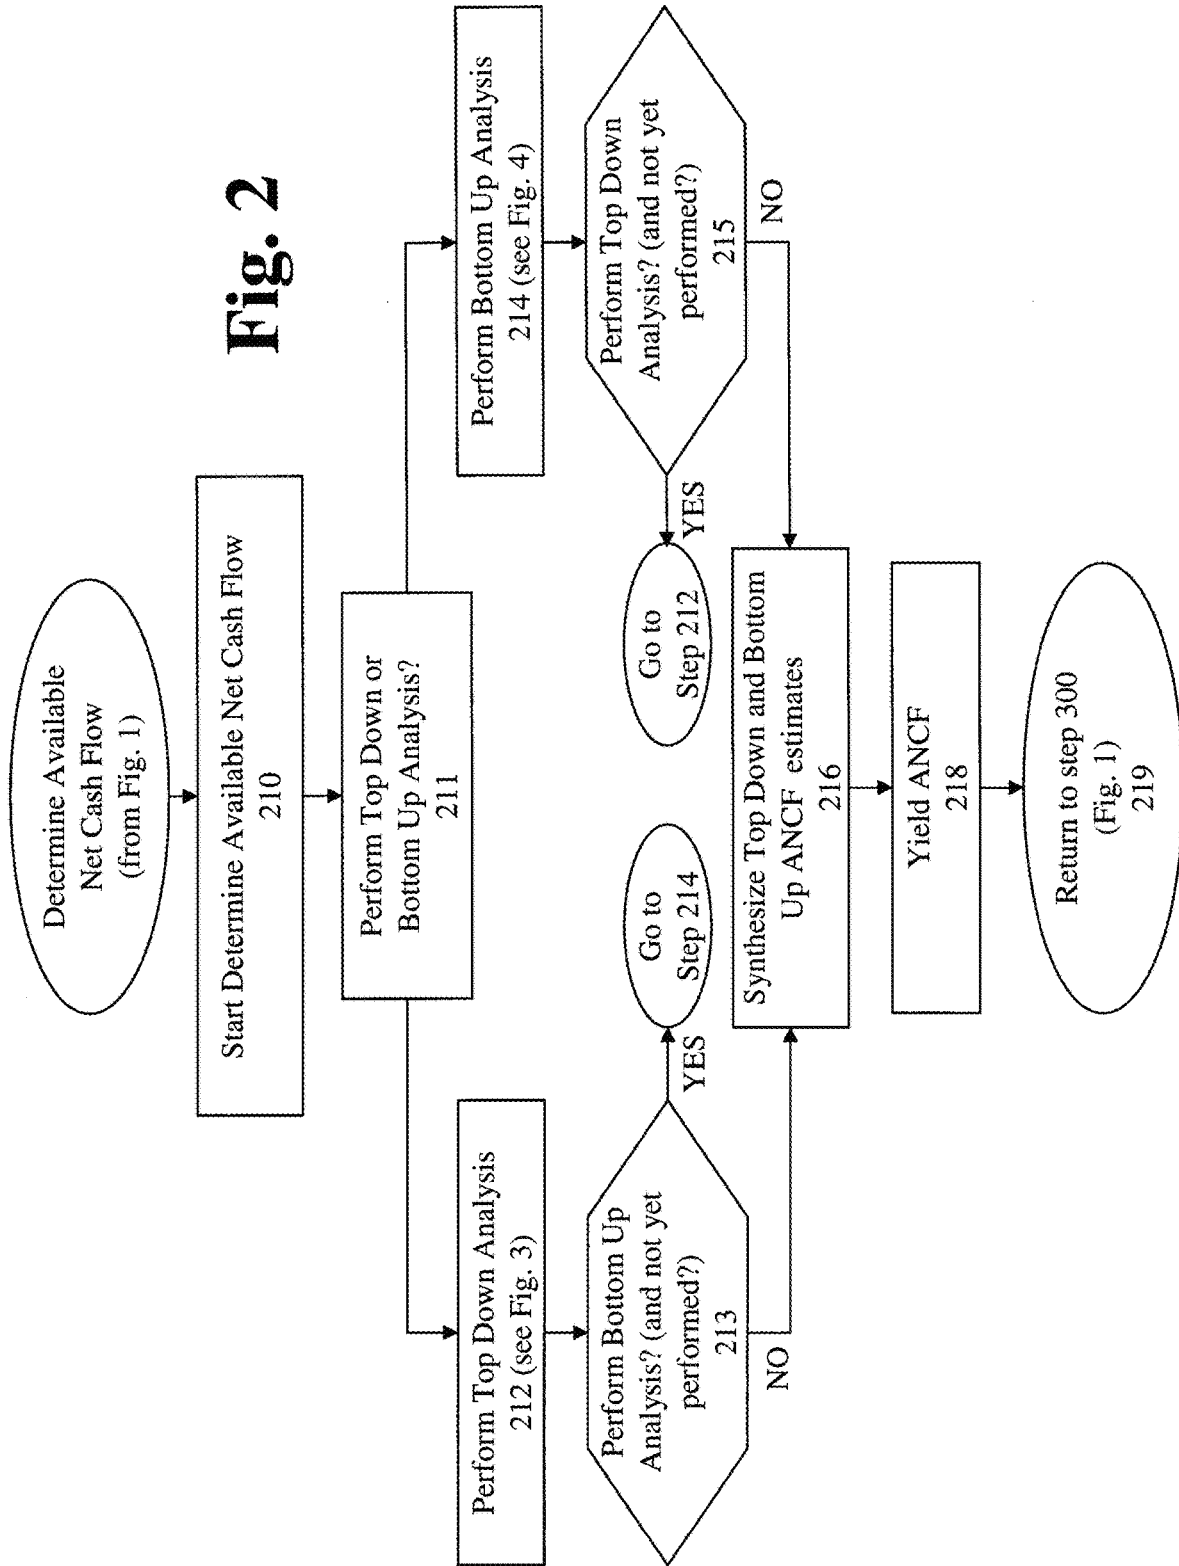 Fig. 2
Determine Available
Net Cash Flow
(from Fig. 1)
Start Determine Available Net Cash Flow
210
Perform Top Down or
Bottom Up Analysis?
211
Perform Top Down Analysis
212 (see Fig. 3)
Perform Bottom Up Analysis
214 (see Fig. 4)
Perform Bottom Up
Analysis? (and not yet
performed?)
213
YES
Go to
Step 214
NO
Perform Top Down
Analysis? (and not yet
performed?)
215
YES
Go to
Step 212
NO
Synthesize Top Down and Bottom
Up ANCF estimates
216
Yield ANCF
218
Return to step 300
(Fig. 1)
219